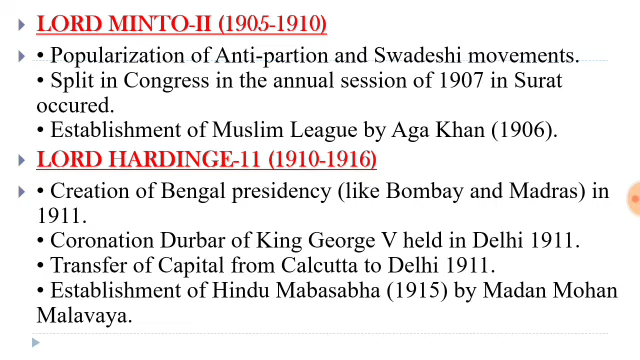 LORD MINTO-II (1905-1910)
• Popularization of Anti-partion and Swadeshi movements.
• Split in Congress in the annual session of 1907 in Surat
occured.
• Establishment of Muslim League by Aga Khan (1906).
LORD HARDINGE-11 (1910-1916)
• Creation of Bengal presidency (like Bombay and Madras) in
1911.
• Coronation Durbar of King George V held in Delhi 1911.
• Transfer of Capital from Calcutta to Delhi 1911.
• Establishment of Hindu Mabasabha (1915) by Madan Mohan
Malavaya.